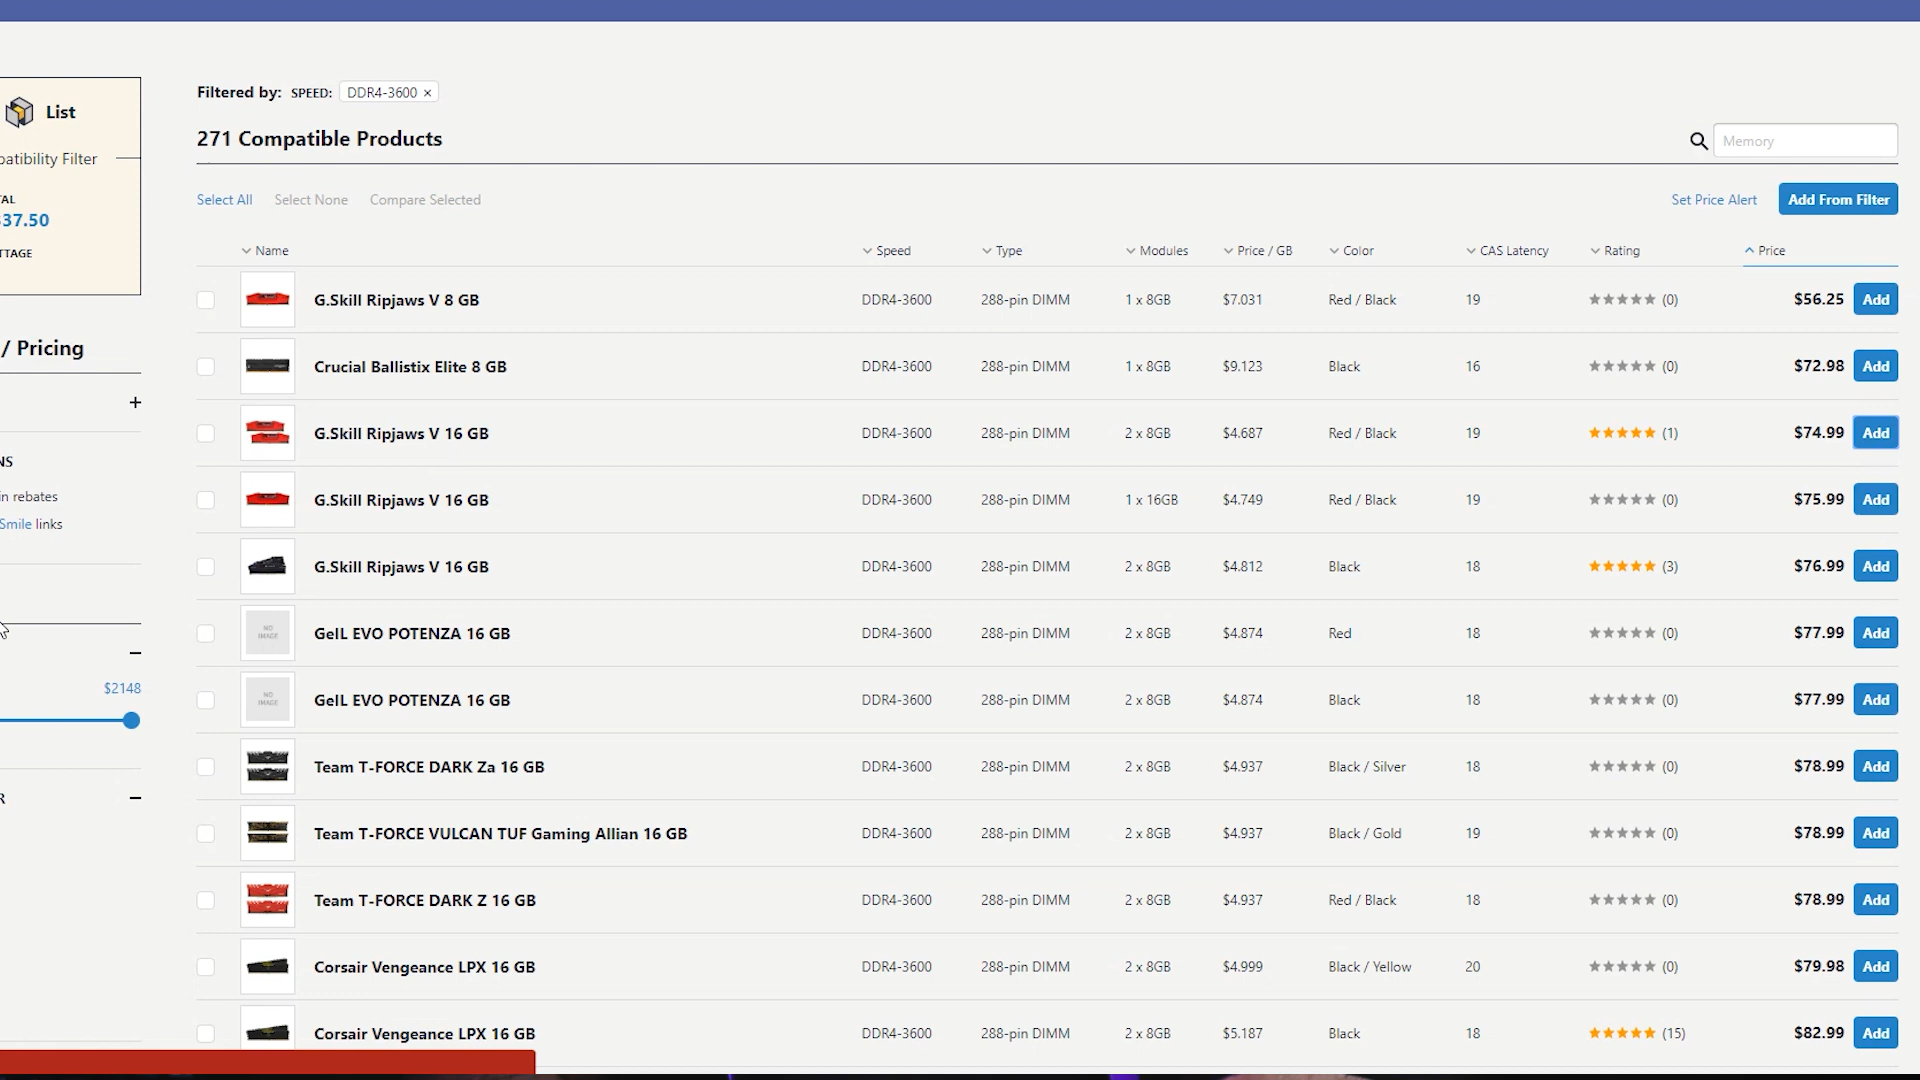 Filtered by: SPEED: DDR4-3600 ×
List
271 Compatible Products
Memory
patibility Filter
TAL
$37.50
TTAGE
Select All Select None Compare Selected Set Price Alert Add From Filter
Name Speed Type Modules Price / GB Color CAS Latency Rating Price
G.Skill Ripjaws V 8 GB DDR4-3600 288-pin DIMM 1 x 8GB $7.031 Red / Black 19 (0) $56.25 Add
/ Pricing
Crucial Ballistix Elite 8 GB DDR4-3600 288-pin DIMM 1 x 8GB $9.123 Black 16 (0) $72.98 Add
+
G.Skill Ripjaws V 16 GB DDR4-3600 288-pin DIMM 2 x 8GB $4.687 Red / Black 19 (1) $74.99 Add
NS
in rebates
G.Skill Ripjaws V 16 GB DDR4-3600 288-pin DIMM 1 x 16GB $4.749 Red / Black 19 (0) $75.99 Add
Smile links
G.Skill Ripjaws V 16 GB DDR4-3600 288-pin DIMM 2 x 8GB $4.812 Black 18 (3) $76.99 Add
NO IMAGE GeIL EVO POTENZA 16 GB DDR4-3600 288-pin DIMM 2 x 8GB $4.874 Red 18 (0) $77.99 Add
$2148
NO IMAGE GeIL EVO POTENZA 16 GB DDR4-3600 288-pin DIMM 2 x 8GB $4.874 Black 18 (0) $77.99 Add
Team T-FORCE DARK Za 16 GB DDR4-3600 288-pin DIMM 2 x 8GB $4.937 Black / Silver 18 (0) $78.99 Add
R
Team T-FORCE VULCAN TUF Gaming Allian 16 GB DDR4-3600 288-pin DIMM 2 x 8GB $4.937 Black / Gold 19 (0) $78.99 Add
Team T-FORCE DARK Z 16 GB DDR4-3600 288-pin DIMM 2 x 8GB $4.937 Red / Black 18 (0) $78.99 Add
Corsair Vengeance LPX 16 GB DDR4-3600 288-pin DIMM 2 x 8GB $4.999 Black / Yellow 20 (0) $79.98 Add
Corsair Vengeance LPX 16 GB DDR4-3600 288-pin DIMM 2 x 8GB $5.187 Black 18 (15) $82.99 Add